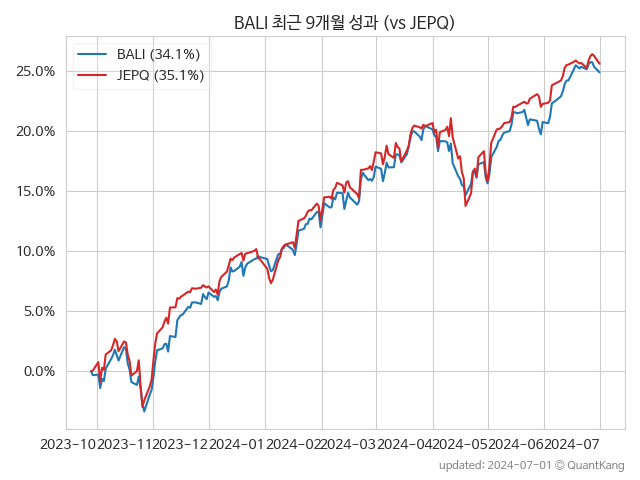 BALI 최근 9개월 성과 (vs JEPQ)
BALI (34.1%)
JEPQ (35.1%)
25.0%
20.0%
15.0%
10.0%
5.0%
0.0%
2023-10 2023-11 2023-12 2024-01 2024-02 2024-03 2024-04 2024-05 2024-06 2024-07
updated: 2024-07-01 © QuantKang